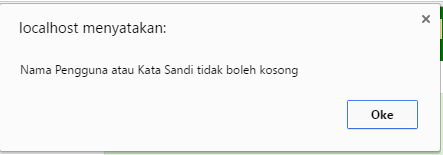 localhost menyatakan:
Nama Pengguna atau Kata Sandi tidak boleh kosong
Oke